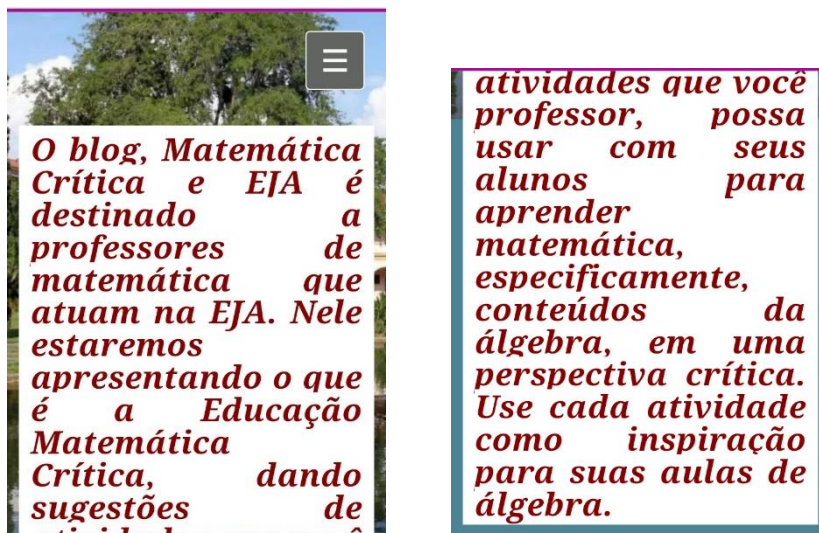 O blog, Matemática
Crítica e EJA é
destinado a
professores de
matemática que
atuam na EJA. Nele
estaremos
apresentando o que
é a Educação
Matemática
Crítica, dando
sugestões de
atividades que você
professor, possa
usar com seus
alunos para
aprender
matemática,
especificamente,
conteúdos da
álgebra, em uma
perspectiva crítica.
Use cada atividade
como inspiração
para suas aulas de
álgebra.